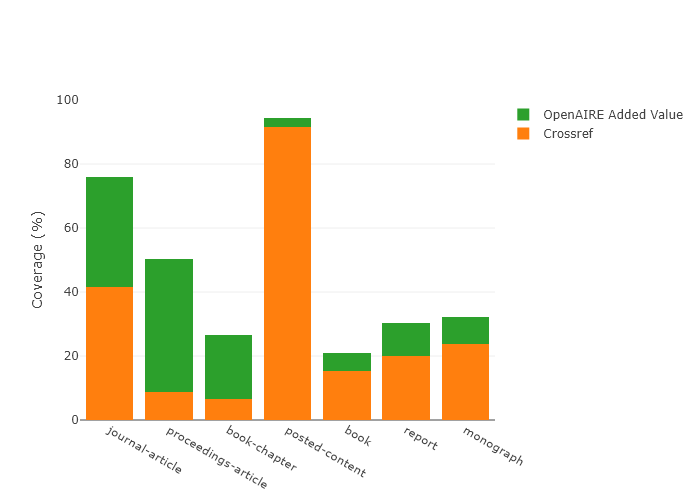 100
80
60
40
20
0
Coverage (%)
OpenAIRE Added Value
Crossref
journal-article
proceedings-article
book-chapter
posted-content
book
report
monograph